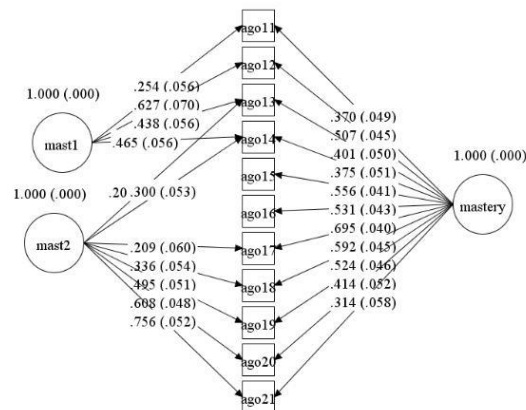 ago11
ago12
ago13
ago14
ago15
ago16
ago17
ago18
ago19
ago20
ago21
1.000 (.000)
mast1
.254 (.056)
.627 (.070)
.438 (.056)
.465 (.056)
1.000 (.000)
mast2
.20 .300 (.053)
.209 (.060)
.336 (.054)
.495 (.051)
.608 (.048)
.756 (.052)
1.000 (.000)
mastery
.370 (.049)
.507 (.045)
.401 (.050)
.375 (.051)
.556 (.041)
.531 (.043)
.695 (.040)
.592 (.045)
.524 (.046)
.414 (.052)
.314 (.058)